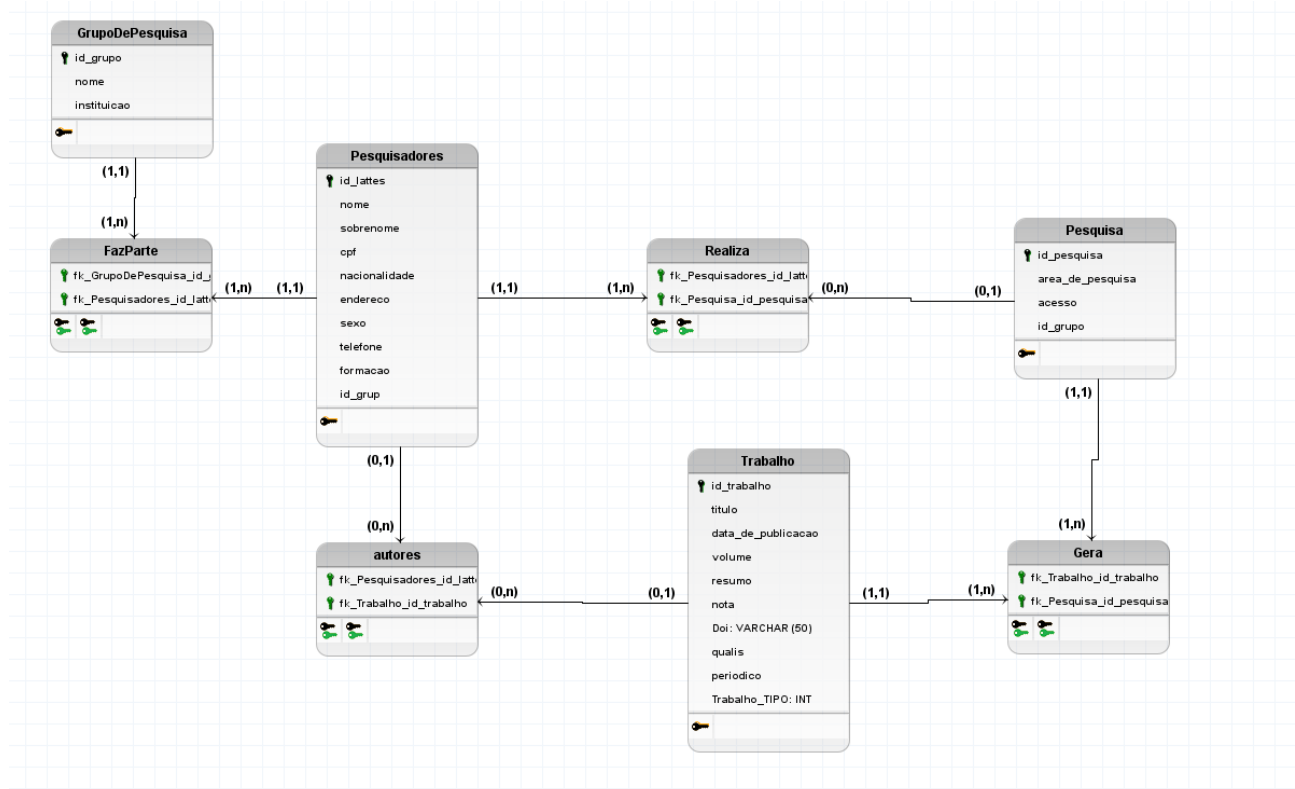 GrupoDePesquisa
id_grupo
nome
instituicao
(1,1)
(1,n)
FazParte
fk_GrupoDePesquisa_id_
fk_Pesquisadores_id_latt
(1,n)
(1,1)
Pesquisadores
id_lattes
nome
sobrenome
cpf
nacionalidade
endereco
sexo
telefone
formacao
id_grup
(1,1)
(1,n)
Realiza
fk_Pesquisadores_id_latt
fk_Pesquisa_id_pesquisa
(0,n)
(0,1)
Pesquisa
id_pesquisa
area_de_pesquisa
acesso
id_grupo
(1,1)
(1,n)
(0,1)
(0,n)
autores
fk_Pesquisadores_id_latt
fk_Trabalho_id_trabalho
(0,n)
(0,1)
Trabalho
id_trabalho
titulo
data_de_publicacao
volume
resumo
nota
Doi: VARCHAR (50)
qualis
periodico
Trabalho_TIPO: INT
(1,1)
(1,n)
Gera
fk_Trabalho_id_trabalho
fk_Pesquisa_id_pesquisa